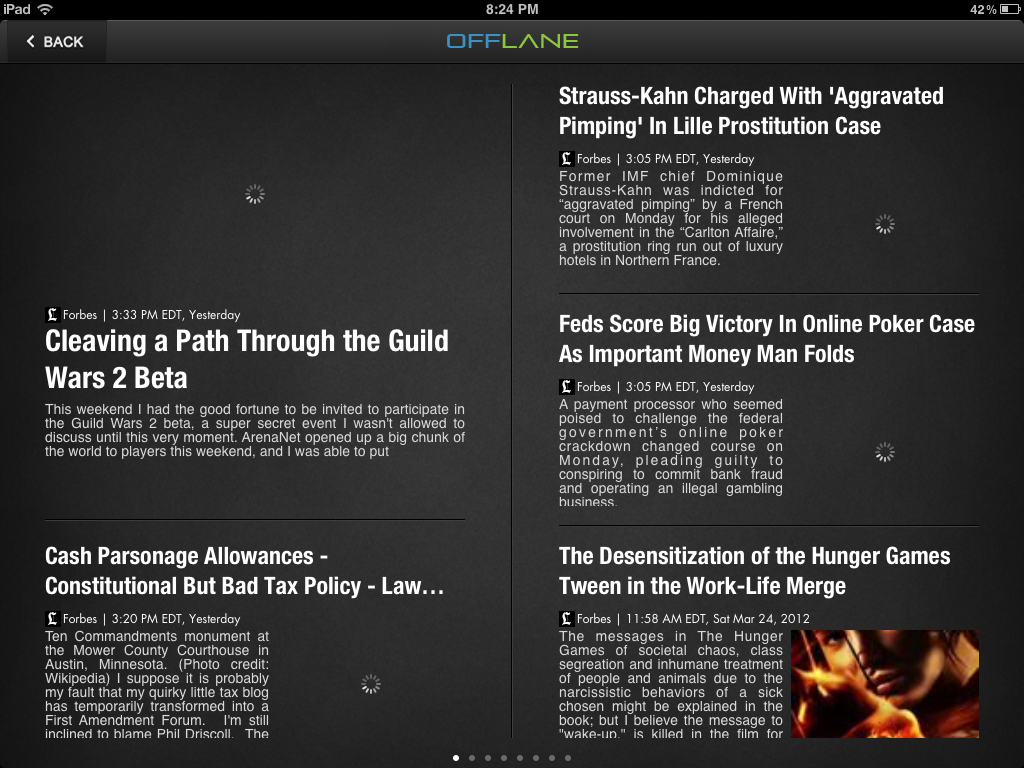 iPad 8:24 PM 42%
BACK OFFLANE
Forbes | 3:33 PM EDT, Yesterday
Cleaving a Path Through the Guild
Wars 2 Beta
This weekend I had the good fortune to be invited to participate in
the Guild Wars 2 beta, a super secret event I wasn't allowed to
discuss until this very moment. ArenaNet opened up a big chunk of
the world to players this weekend, and I was able to put
Cash Parsonage Allowances -
Constitutional But Bad Tax Policy - Law...
Forbes | 3:20 PM EDT, Yesterday
Ten Commandments monument at
the Mower County Courthouse in
Austin, Minnesota. (Photo credit:
Wikipedia) I suppose it is probably
my fault that my quirky little tax blog
has temporarily transformed into a
First Amendment Forum. I'm still
inclined to blame Phil Driscoll. The
Strauss-Kahn Charged With 'Aggravated
Pimping' In Lille Prostitution Case
Forbes | 3:05 PM EDT, Yesterday
Former IMF chief Dominique
Strauss-Kahn was indicted for
“aggravated pimping” by a French
court on Monday for his alleged
involvement in the “Carlton Affaire,”
a prostitution ring run out of luxury
hotels in Northern France.
Feds Score Big Victory In Online Poker Case
As Important Money Man Folds
Forbes | 3:05 PM EDT, Yesterday
A payment processor who seemed
poised to challenge the federal
government's online poker
crackdown changed course on
Monday, pleading guilty to
conspiring to commit bank fraud
and operating an illegal gambling
business.
The Desensitization of the Hunger Games
Tween in the Work-Life Merge
Forbes | 11:58 AM EDT, Sat Mar 24, 2012
The messages in The Hunger
Games of societal chaos, class
segreation and inhumane treatment
of people and animals due to the
narcissistic behaviors of a sick
chosen might be explained in the
book; but I believe the message to
"wake-up," is killed in the film for